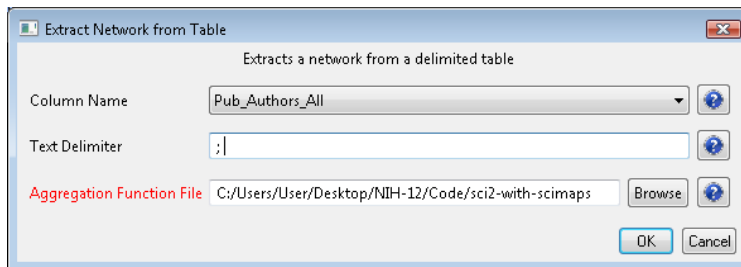 Extract Network from Table
Extracts a network from a delimited table
Column Name Pub_Authors_All
Text Delimiter ;
Aggregation Function File C:/Users/User/Desktop/NIH-12/Code/sci2-with-scimaps Browse
OK Cancel